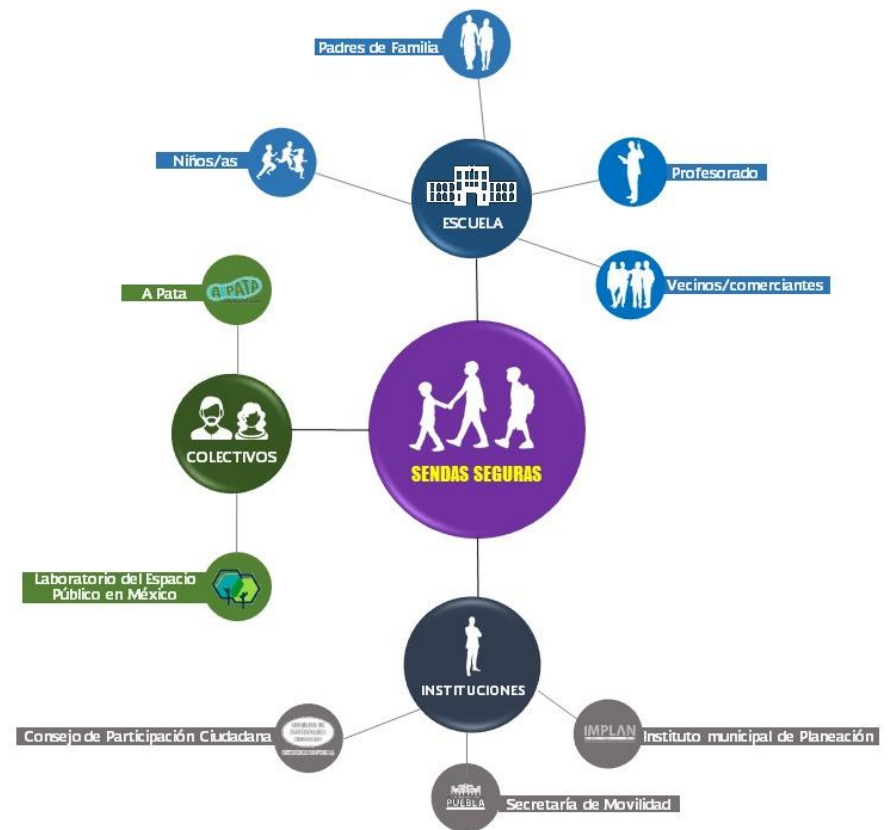 Padres de Familia
Niños/as
Profesorado
ESCUELA
Vecinos/comerciantes
A Pata
A PATA
COLECTIVOS
SENDAS SEGURAS
Laboratorio del Espacio
Público en México
INSTITUCIONES
Consejo de Participación Ciudadana
IMPLAN
Instituto municipal de Planeación
PUEBLA
Secretaría de Movilidad